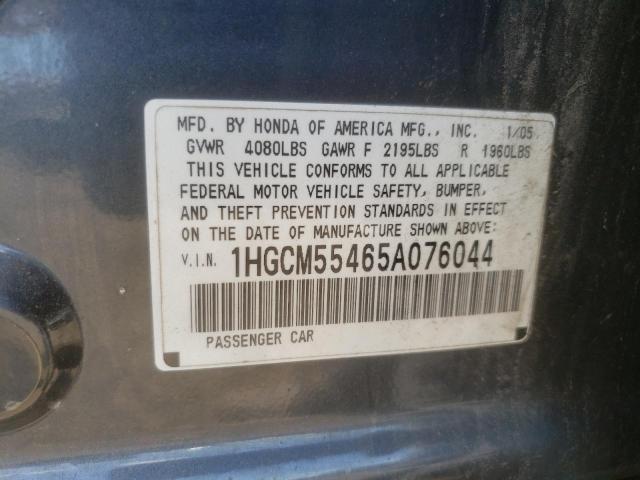 MFD. BY HONDA OF AMERICA MFG., INC. 1/05
GVWR 4080LBS GAWR F 2195LBS R 1960LBS
THIS VEHICLE CONFORMS TO ALL APPLICABLE
FEDERAL MOTOR VEHICLE SAFETY, BUMPER,
AND THEFT PREVENTION STANDARDS IN EFFECT
ON THE DATE OF MANUFACTURE SHOWN ABOVE:
V.I.N. 1HGCM55465A076044
PASSENGER CAR